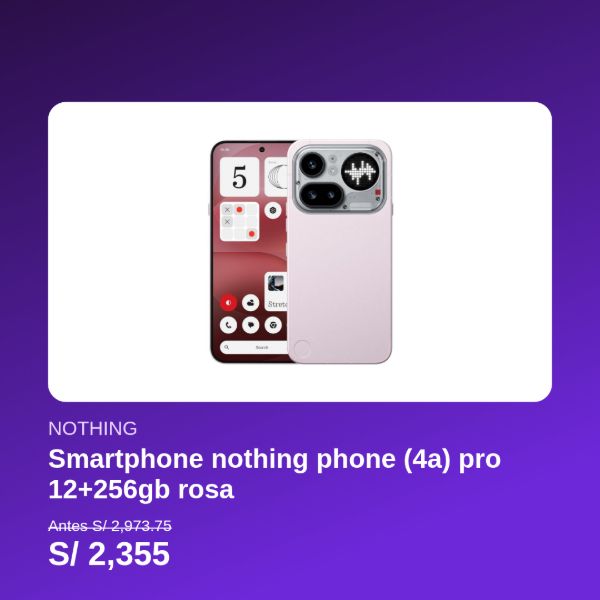 5
Search
NOTHING
Smartphone nothing phone (4a) pro
12+256gb rosa
Antes S/ 2,973.75
S/ 2,355